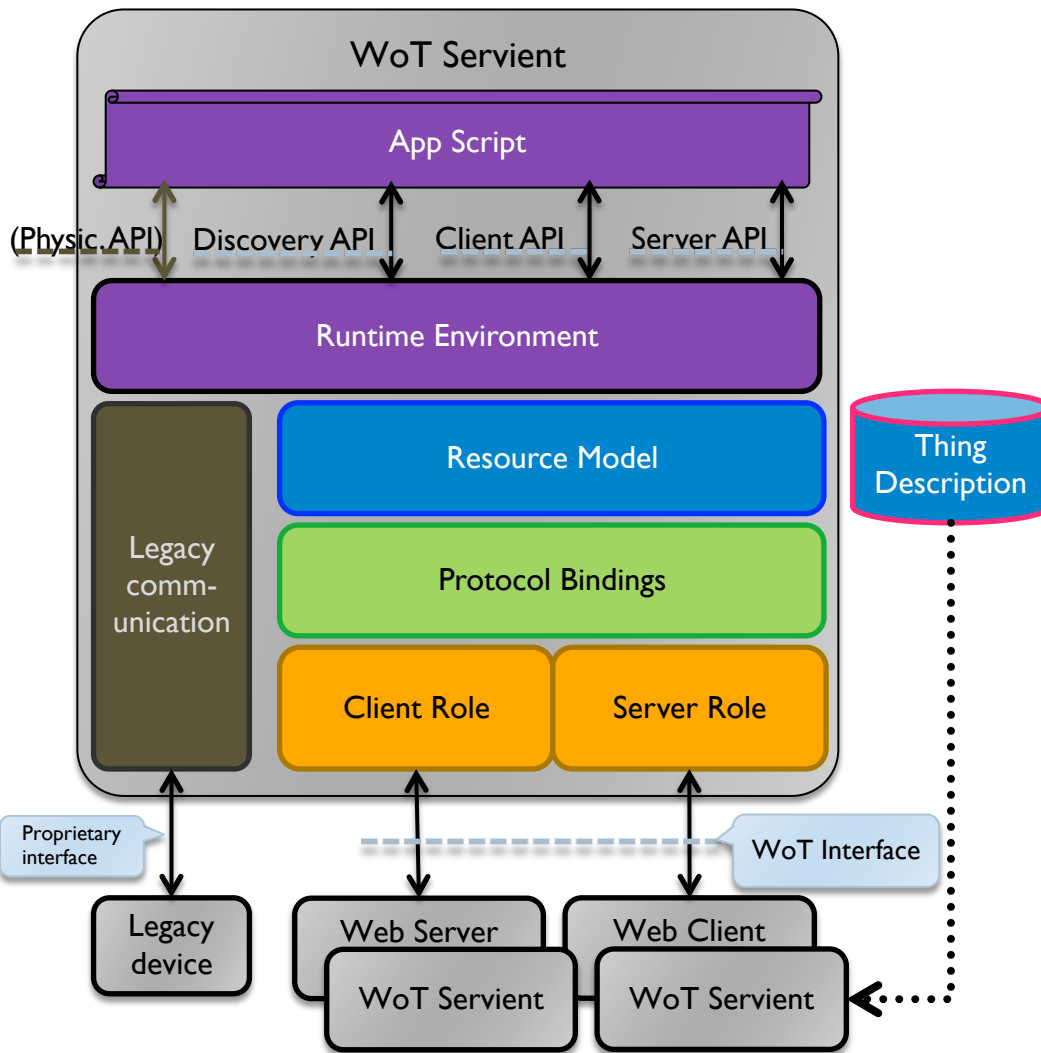 WoT Servient
App Script
(Physic. API)
Discovery API
Client API
Server API
Runtime Environment
Resource Model
Thing
Description
Legacy
comm-
unication
Protocol Bindings
Client Role
Server Role
Proprietary
interface
WoT Interface
Legacy
device
Web Server
WoT Servient
Web Client
WoT Servient